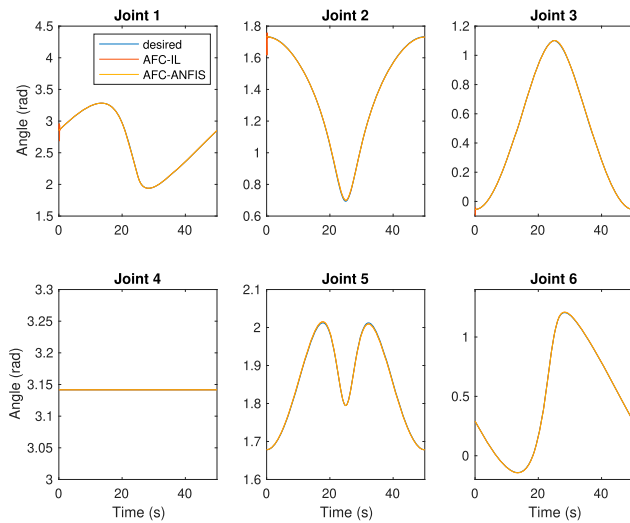 Joint 1 Joint 2 Joint 3
4.5 1.8 1.2
desired
AFC-IL
AFC-ANFIS
4 1.6 1
3.5 1.4 0.8
3 1.2 0.6
2.5 1 0.4
2 0.8 0.2
1.5 0.6 0
Angle (rad)
0 20 40 0 20 40 0 20 40
Joint 4 Joint 5 Joint 6
3.3 2.1
3.25 2 1
3.2 1.9
3.15 1.8
3.1 1.7 0
3.05 1.6
3
Angle (rad)
0 20 40 0 20 40 0 20 40
Time (s) Time (s) Time (s)